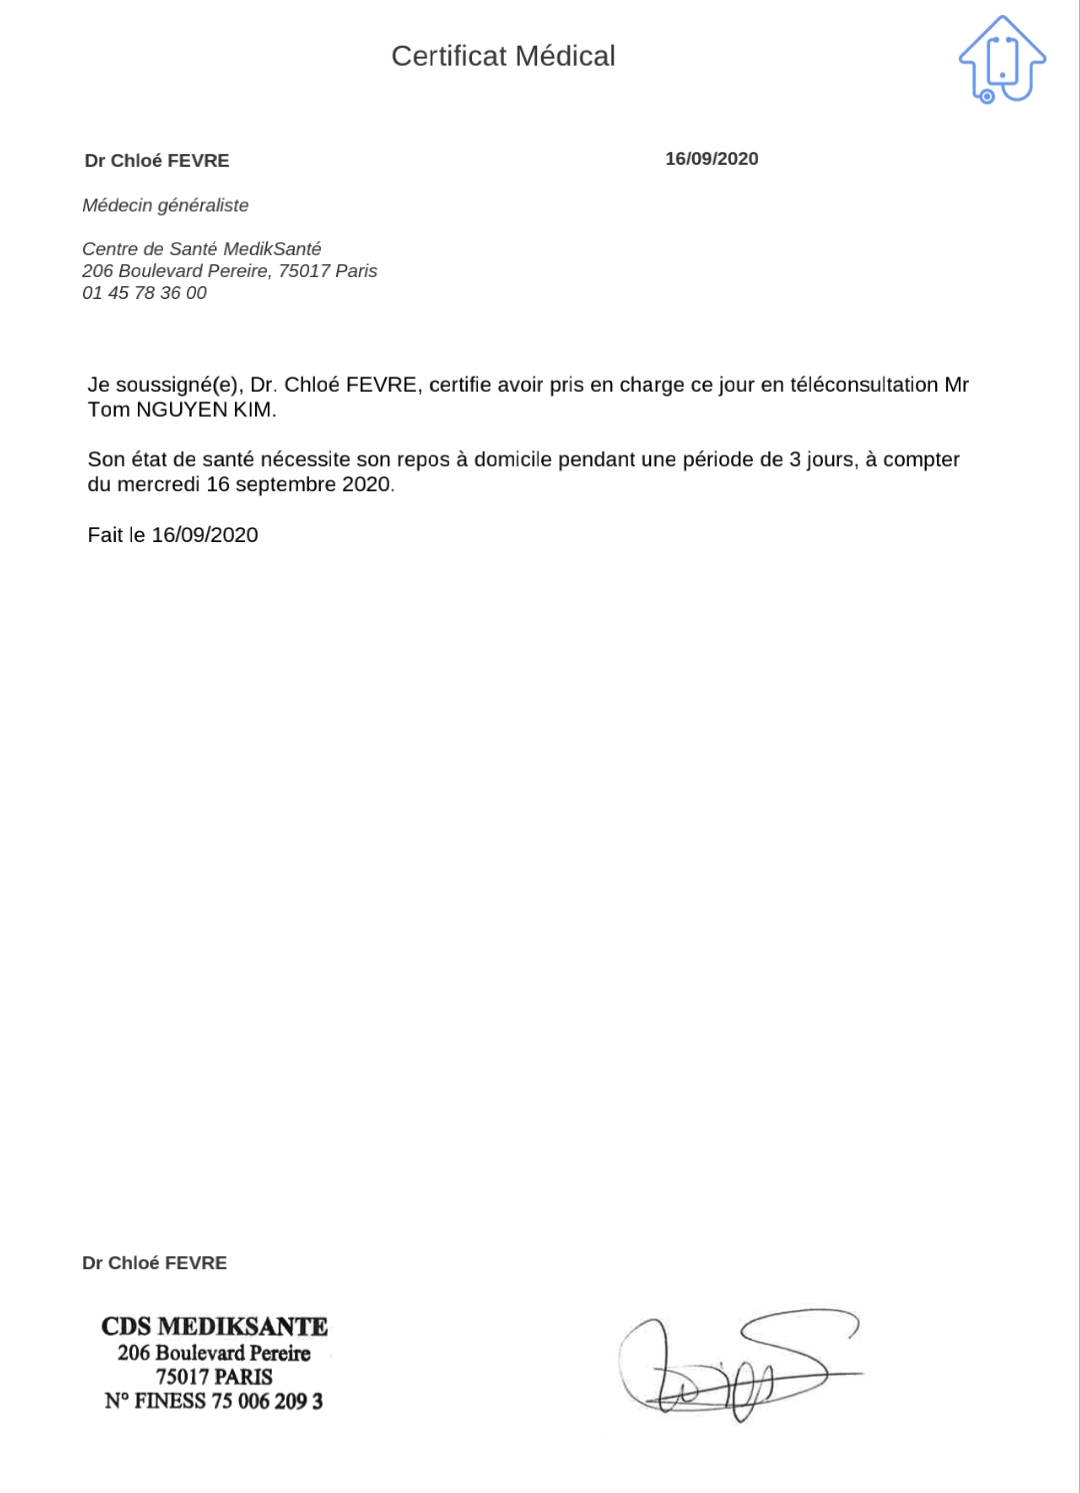 Certificat Médical
Dr Chloé FEVRE
16/09/2020
Médecin généraliste
Centre de Santé MedikSanté
206 Boulevard Pereire, 75017 Paris
01 45 78 36 00
Je soussigné(e), Dr. Chloé FEVRE, certifie avoir pris en charge ce jour en téléconsultation Mr
Tom NGUYEN KIM.
Son état de santé nécessite son repos à domicile pendant une période de 3 jours, à compter
du mercredi 16 septembre 2020.
Fait le 16/09/2020
Dr Chloé FEVRE
CDS MEDIKSANTE
206 Boulevard Pereire
75017 PARIS
N° FINESS 75 006 209 3